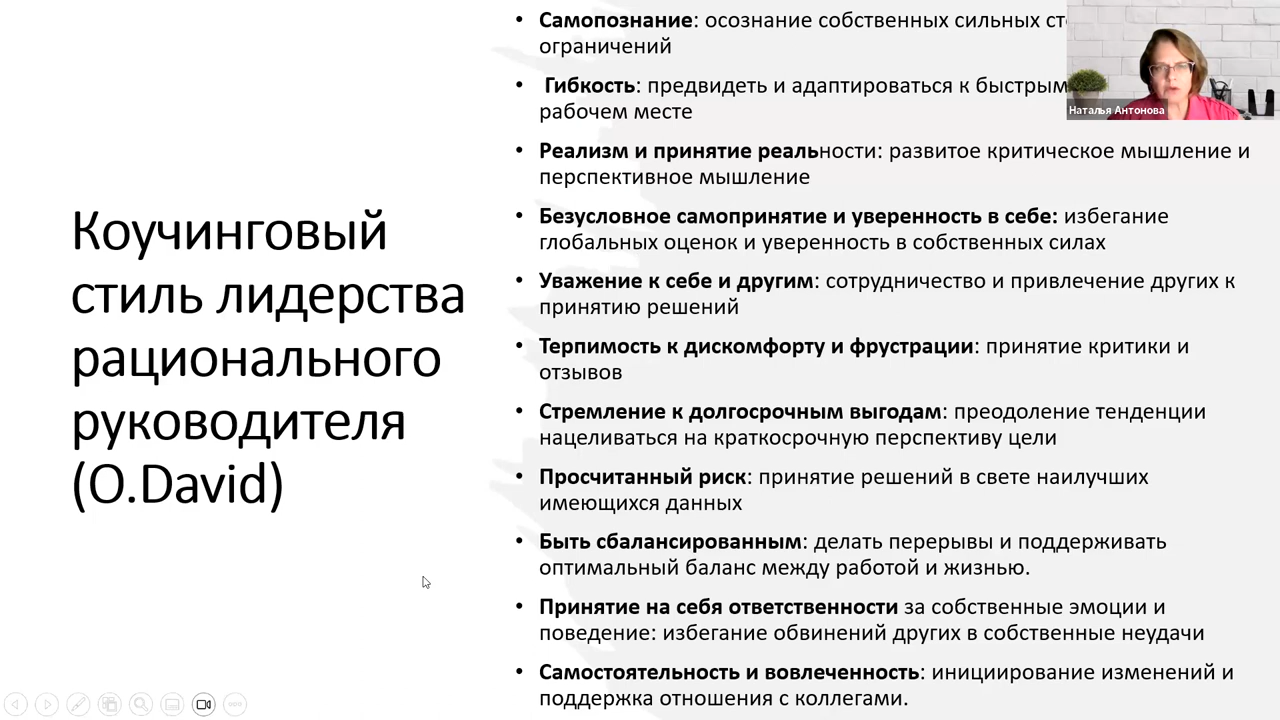 Коучинговый
стиль лидерства
рационального
руководителя
(O.David)
• Самопознание: осознание собственных сильных
ограничений
• Гибкость: предвидеть и адаптироваться к быстрым
рабочем месте
• Реализм и принятие реальности: развитое критическое мышление и
перспективное мышление
• Безусловное самопринятие и уверенность в себе: избегание
глобальных оценок и уверенность в собственных силах
• Уважение к себе и другим: сотрудничество и привлечение других к
принятию решений
• Терпимость к дискомфорту и фрустрации: принятие критики и
отзывов
• Стремление к долгосрочным выгодам: преодоление тенденции
нацеливаться на краткосрочную перспективу цели
• Просчитанный риск: принятие решений в свете наилучших
имеющихся данных
• Быть сбалансированным: делать перерывы и поддерживать
оптимальный баланс между работой и жизнью.
• Принятие на себя ответственности за собственные эмоции и
поведение: избегание обвинений других в собственные неудачи
• Самостоятельность и вовлеченность: инициирование изменений и
поддержка отношения с коллегами.
Наталья Антонова